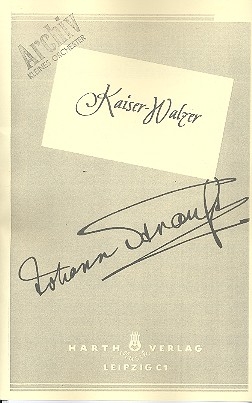 Archiv
KLEINES ORCHESTER
Kaiser-Walzer
Johann Strauß
HARTH VERLAG
LEIPZIG C1